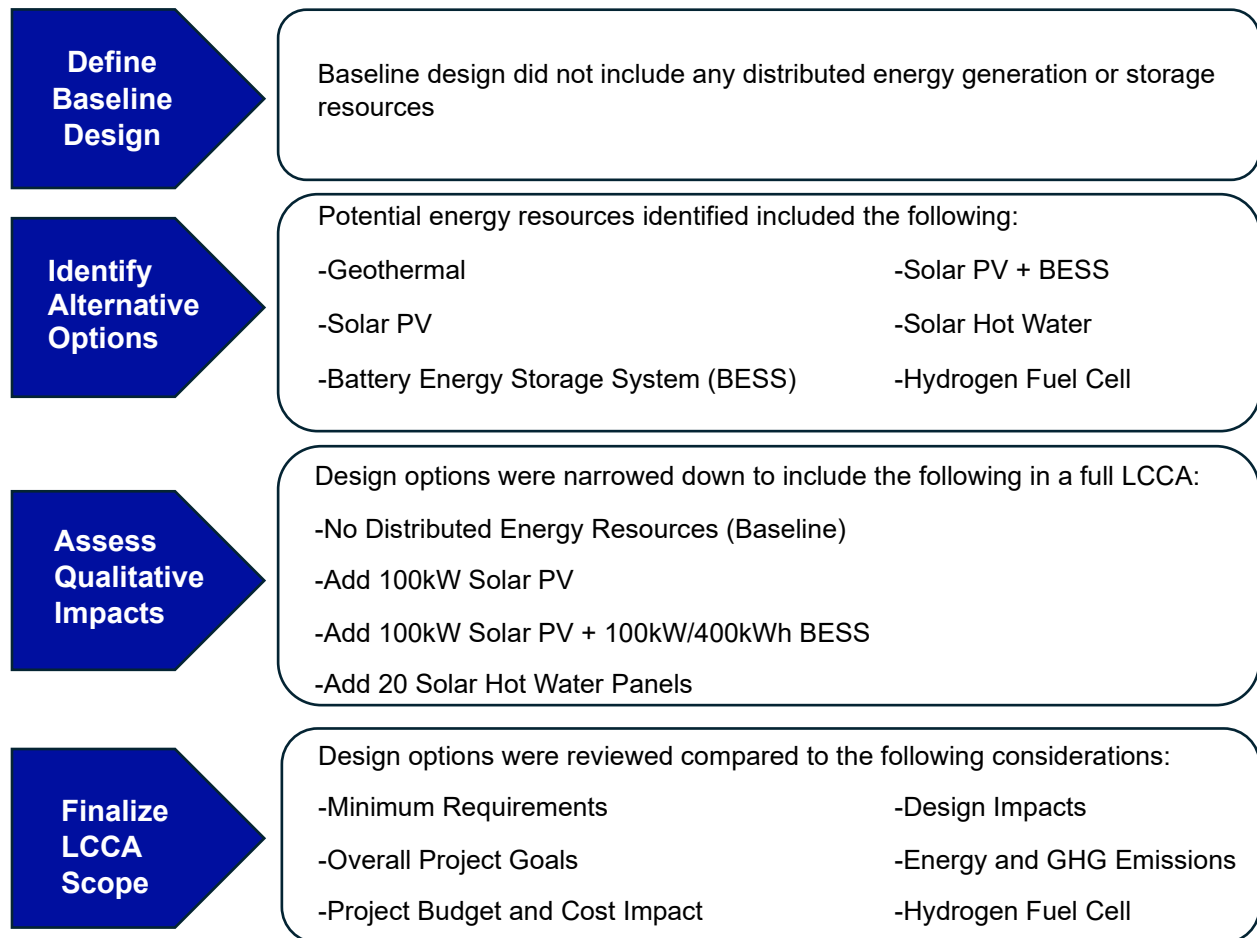 Define
Baseline
Design
Baseline design did not include any distributed energy generation or storage
resources
Identify
Alternative
Options
Potential energy resources identified included the following:
-Geothermal
-Solar PV
-Battery Energy Storage System (BESS)
-Solar PV + BESS
-Solar Hot Water
-Hydrogen Fuel Cell
Assess
Qualitative
Impacts
Design options were narrowed down to include the following in a full LCCA:
-No Distributed Energy Resources (Baseline)
-Add 100kW Solar PV
-Add 100kW Solar PV + 100kW/400kWh BESS
-Add 20 Solar Hot Water Panels
Finalize
LCCA
Scope
Design options were reviewed compared to the following considerations:
-Minimum Requirements
-Overall Project Goals
-Project Budget and Cost Impact
-Design Impacts
-Energy and GHG Emissions
-Hydrogen Fuel Cell